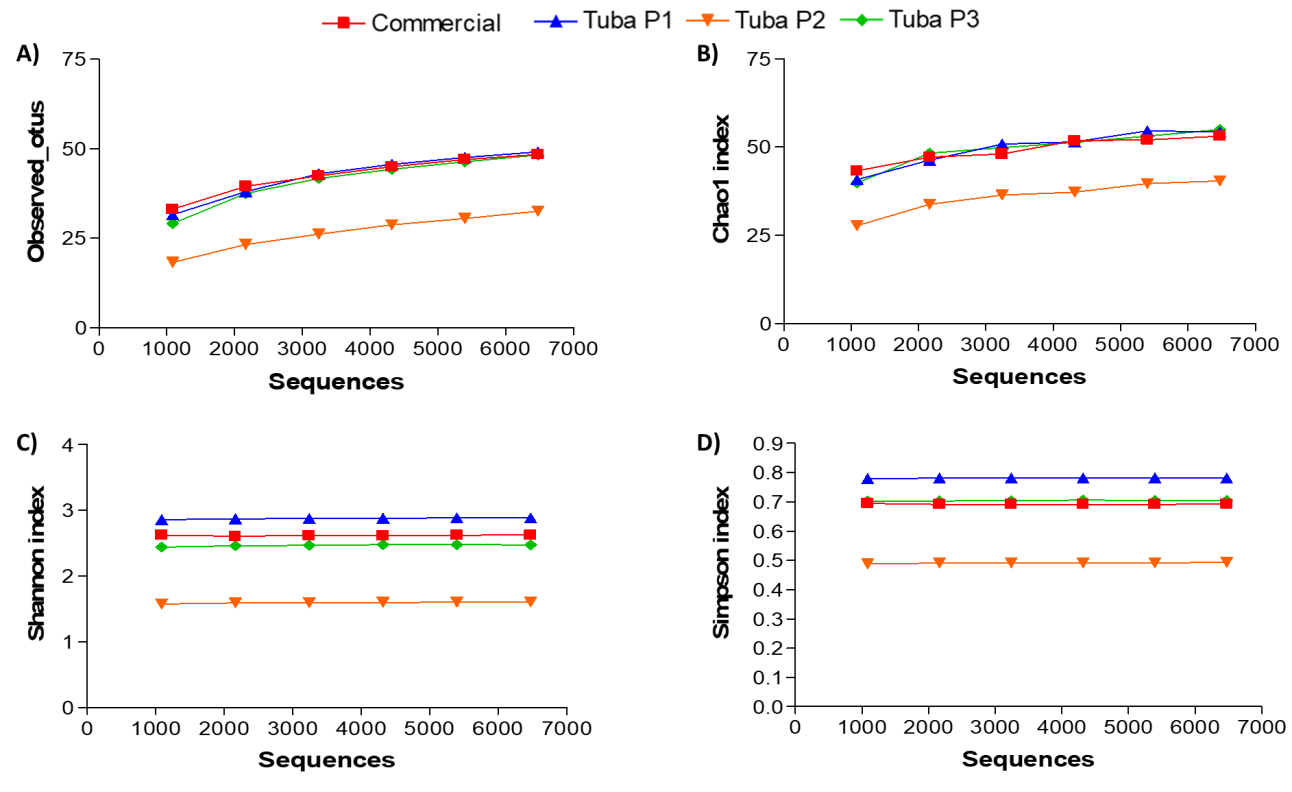 Commercial Tuba P1 Tuba P2 Tuba P3
A)
75
50
25
0
Observed_otus
0 1000 2000 3000 4000 5000 6000 7000
Sequences
B)
75
50
25
0
Chao1 index
0 1000 2000 3000 4000 5000 6000 7000
Sequences
C)
4
3
2
1
0
Shannon index
0 1000 2000 3000 4000 5000 6000 7000
Sequences
D)
0.9
0.8
0.7
0.6
0.5
0.4
0.3
0.2
0.1
0.0
Simpson index
0 1000 2000 3000 4000 5000 6000 7000
Sequences